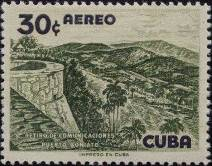 30¢ AEREO
RETIRO DE COMUNICACIONES
PUERTO BONIATO
CUBA
IMPRESO EN CUBA